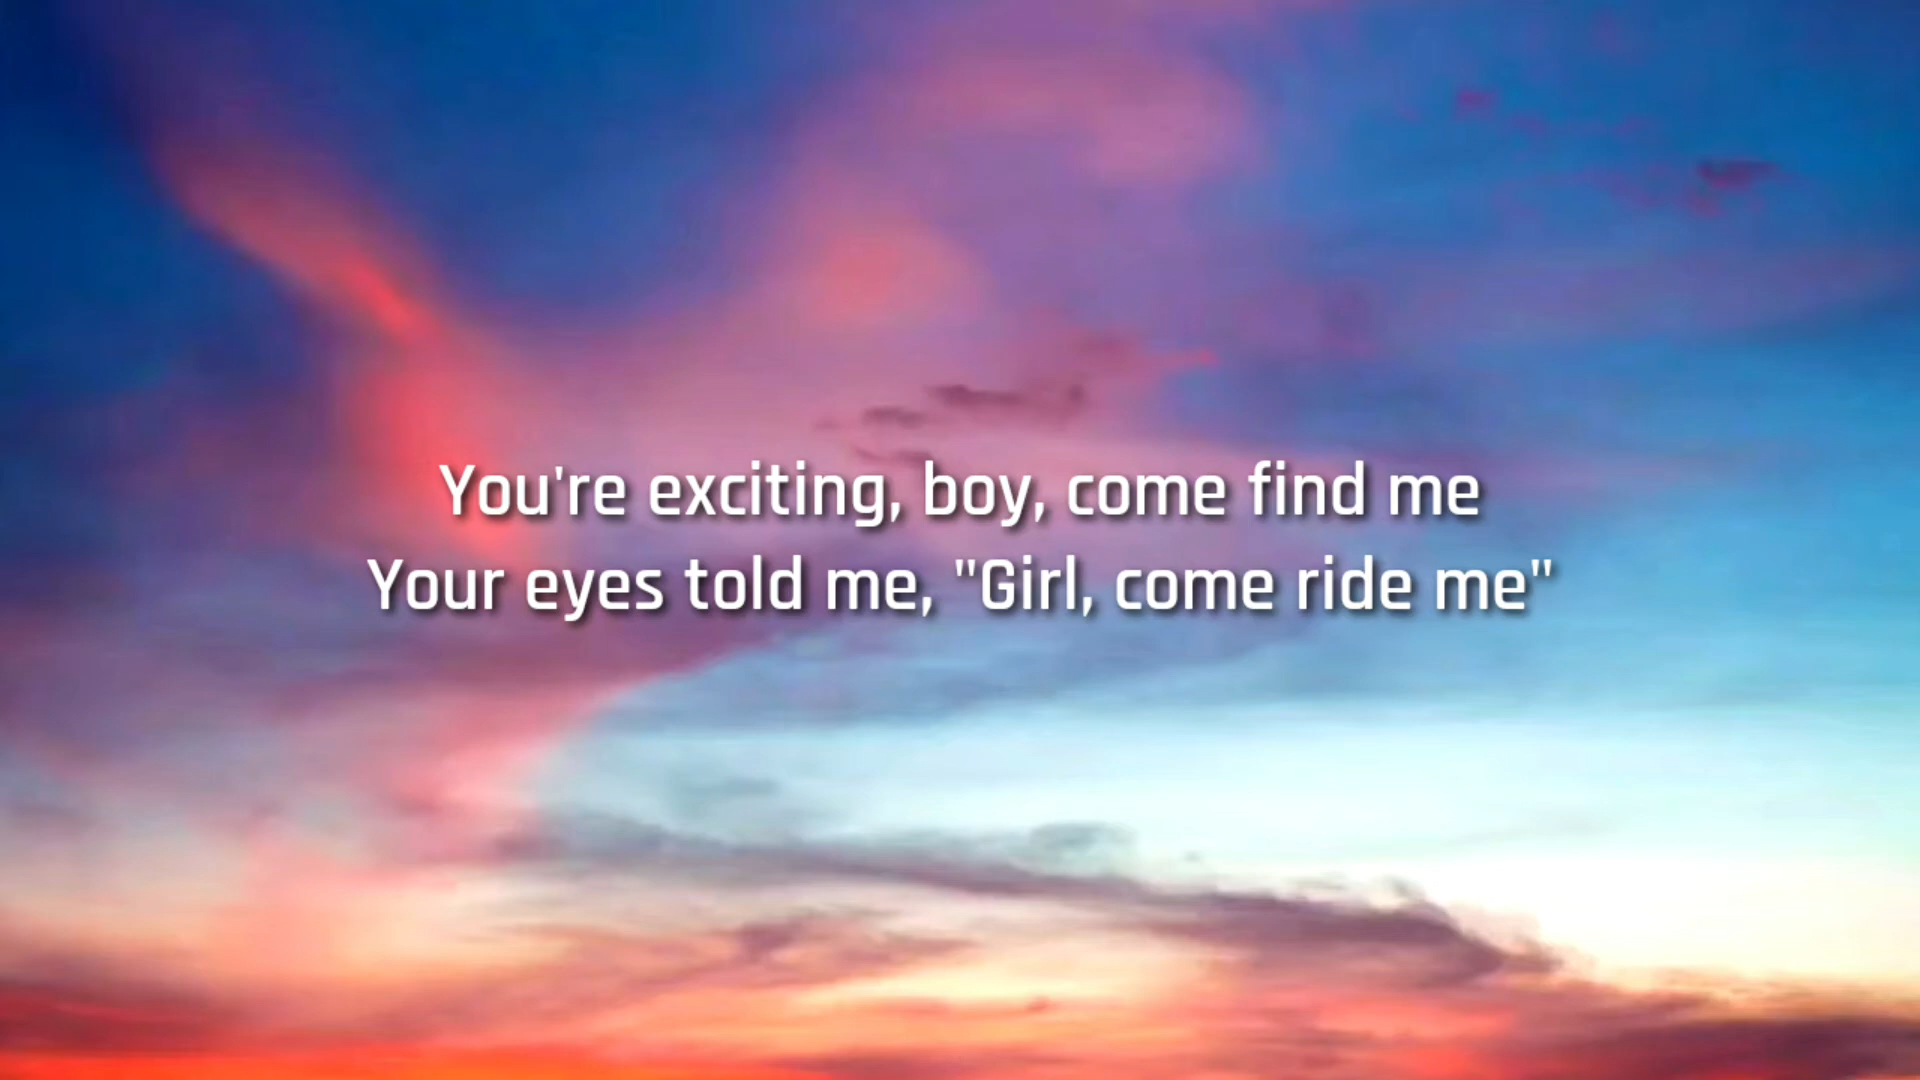 You're exciting, boy, come find me
Your eyes told me, "Girl, come ride me"